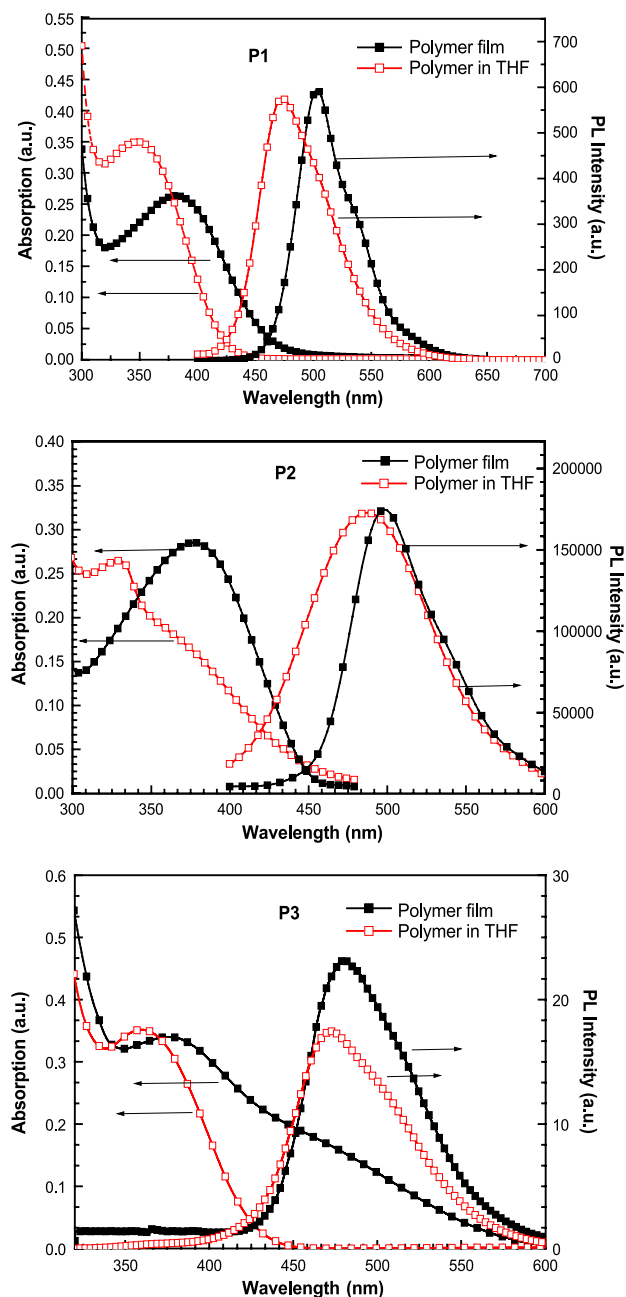 P1
Polymer film
Polymer in THF
0.55
0.50
0.45
0.40
0.35
0.30
0.25
0.20
0.15
0.10
0.05
0.00
Absorption (a.u.)
700
600
500
400
300
200
100
0
PL Intensity (a.u.)
300 350 400 450 500 550 600 650 700
Wavelength (nm)
P2
Polymer film
Polymer in THF
0.40
0.35
0.30
0.25
0.20
0.15
0.10
0.05
0.00
Absorption (a.u.)
200000
150000
100000
50000
0
PL Intensity (a.u.)
300 350 400 450 500 550 600
Wavelength (nm)
P3
Polymer film
Polymer in THF
0.6
0.5
0.4
0.3
0.2
0.1
0.0
Absorption (a.u.)
30
20
10
0
PL Intensity (a.u.)
350 400 450 500 550 600
Wavelength (nm)